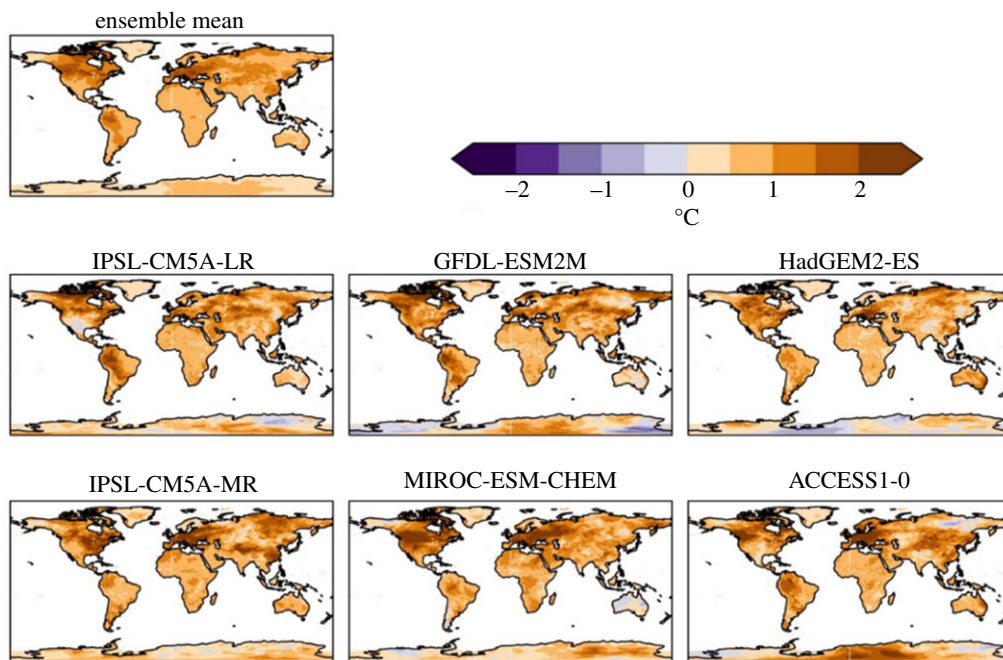 ensemble mean
−2 −1 0 1 2
°C
IPSL-CM5A-LR GFDL-ESM2M HadGEM2-ES
IPSL-CM5A-MR MIROC-ESM-CHEM ACCESS1-0